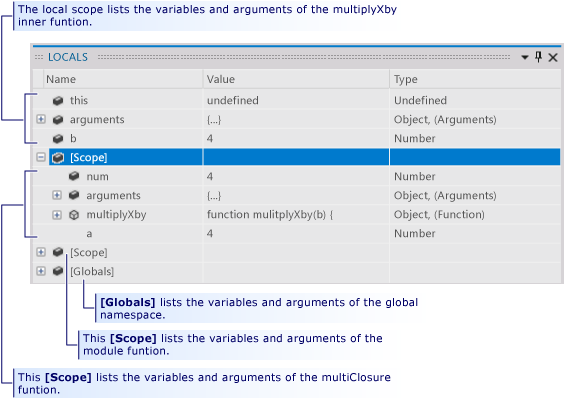 The local scope lists the variables and arguments of the multiplyXby
inner funtion.
LOCALS
Name Value Type
this undefined Undefined
arguments {...} Object, (Arguments)
b 4 Number
[Scope]
num 4 Number
arguments {...} Object, (Arguments)
multiplyXby function mulitplyXby(b) { Object, (Function)
a 4 Number
[Scope]
[Globals]
[Globals] lists the variables and arguments of the global
namespace.
This [Scope] lists the variables and arguments of the
module funtion.
This [Scope] lists the variables and arguments of the multiClosure
funtion.